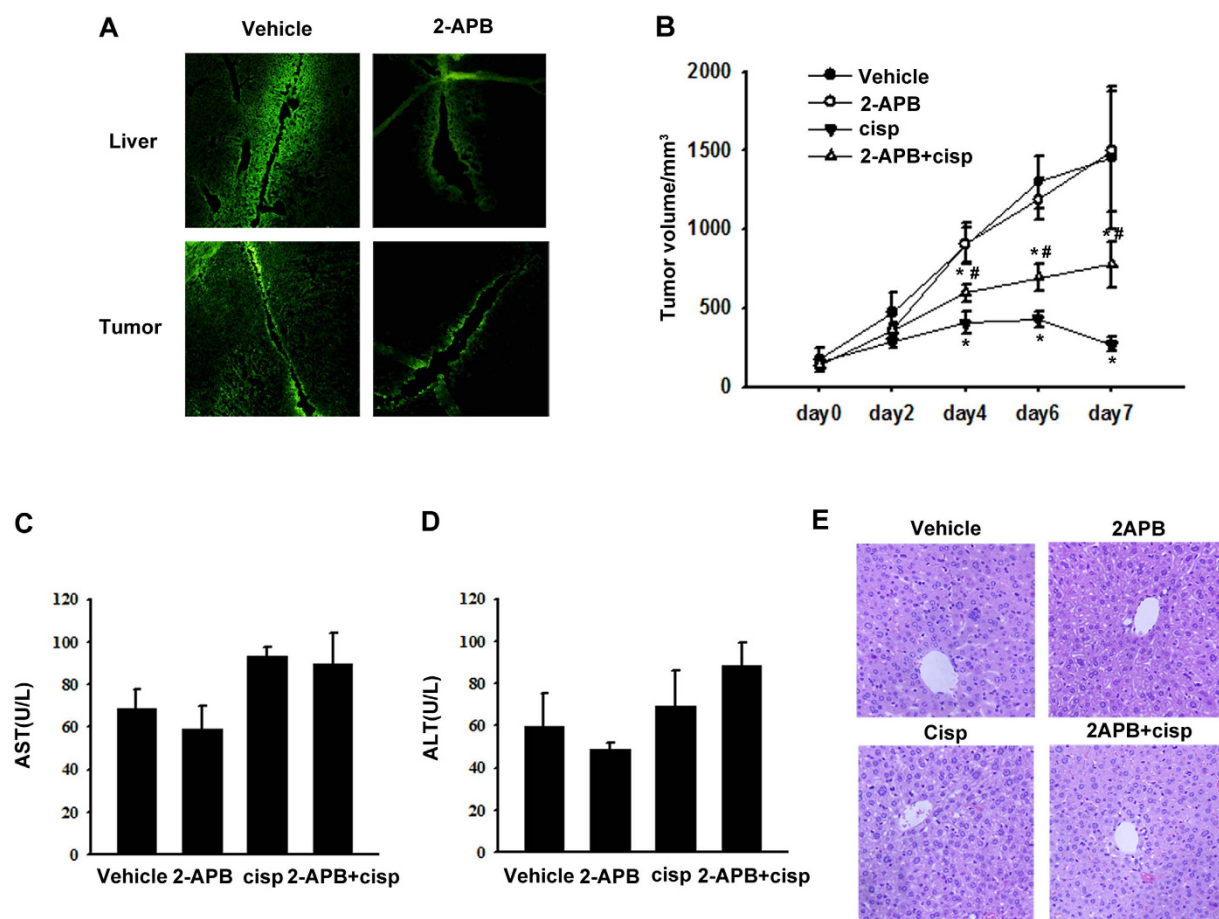 A
Vehicle
2-APB
Liver
Tumor
B
Vehicle
2-APB
cisp
2-APB+cisp
Tumor volume/mm³
2000
1500
1000
500
0
*#
*#
*#
*
*
*
day0 day2 day4 day6 day7
C
AST(U/L)
120
100
80
60
40
20
0
Vehicle 2-APB cisp 2-APB+cisp
D
ALT(U/L)
120
100
80
60
40
20
0
Vehicle 2-APB cisp 2-APB+cisp
E
Vehicle
2APB
Cisp
2APB+cisp